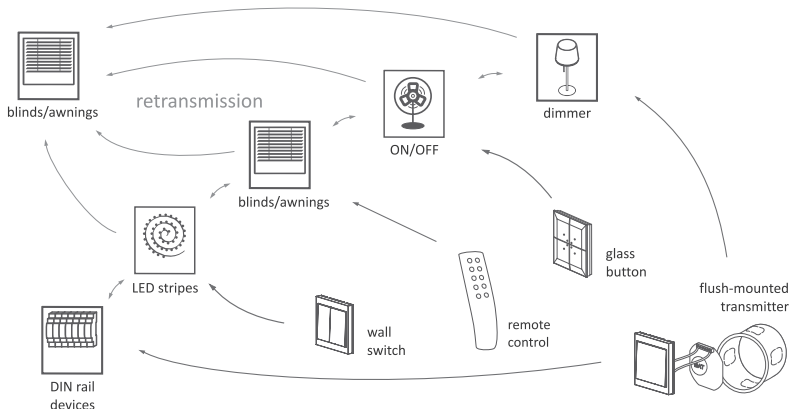 blinds/awnings
retransmission
dimmer
ON/OFF
blinds/awnings
LED stripes
glass
button
flush-mounted
transmitter
wall
switch
remote
control
DIN rail
devices